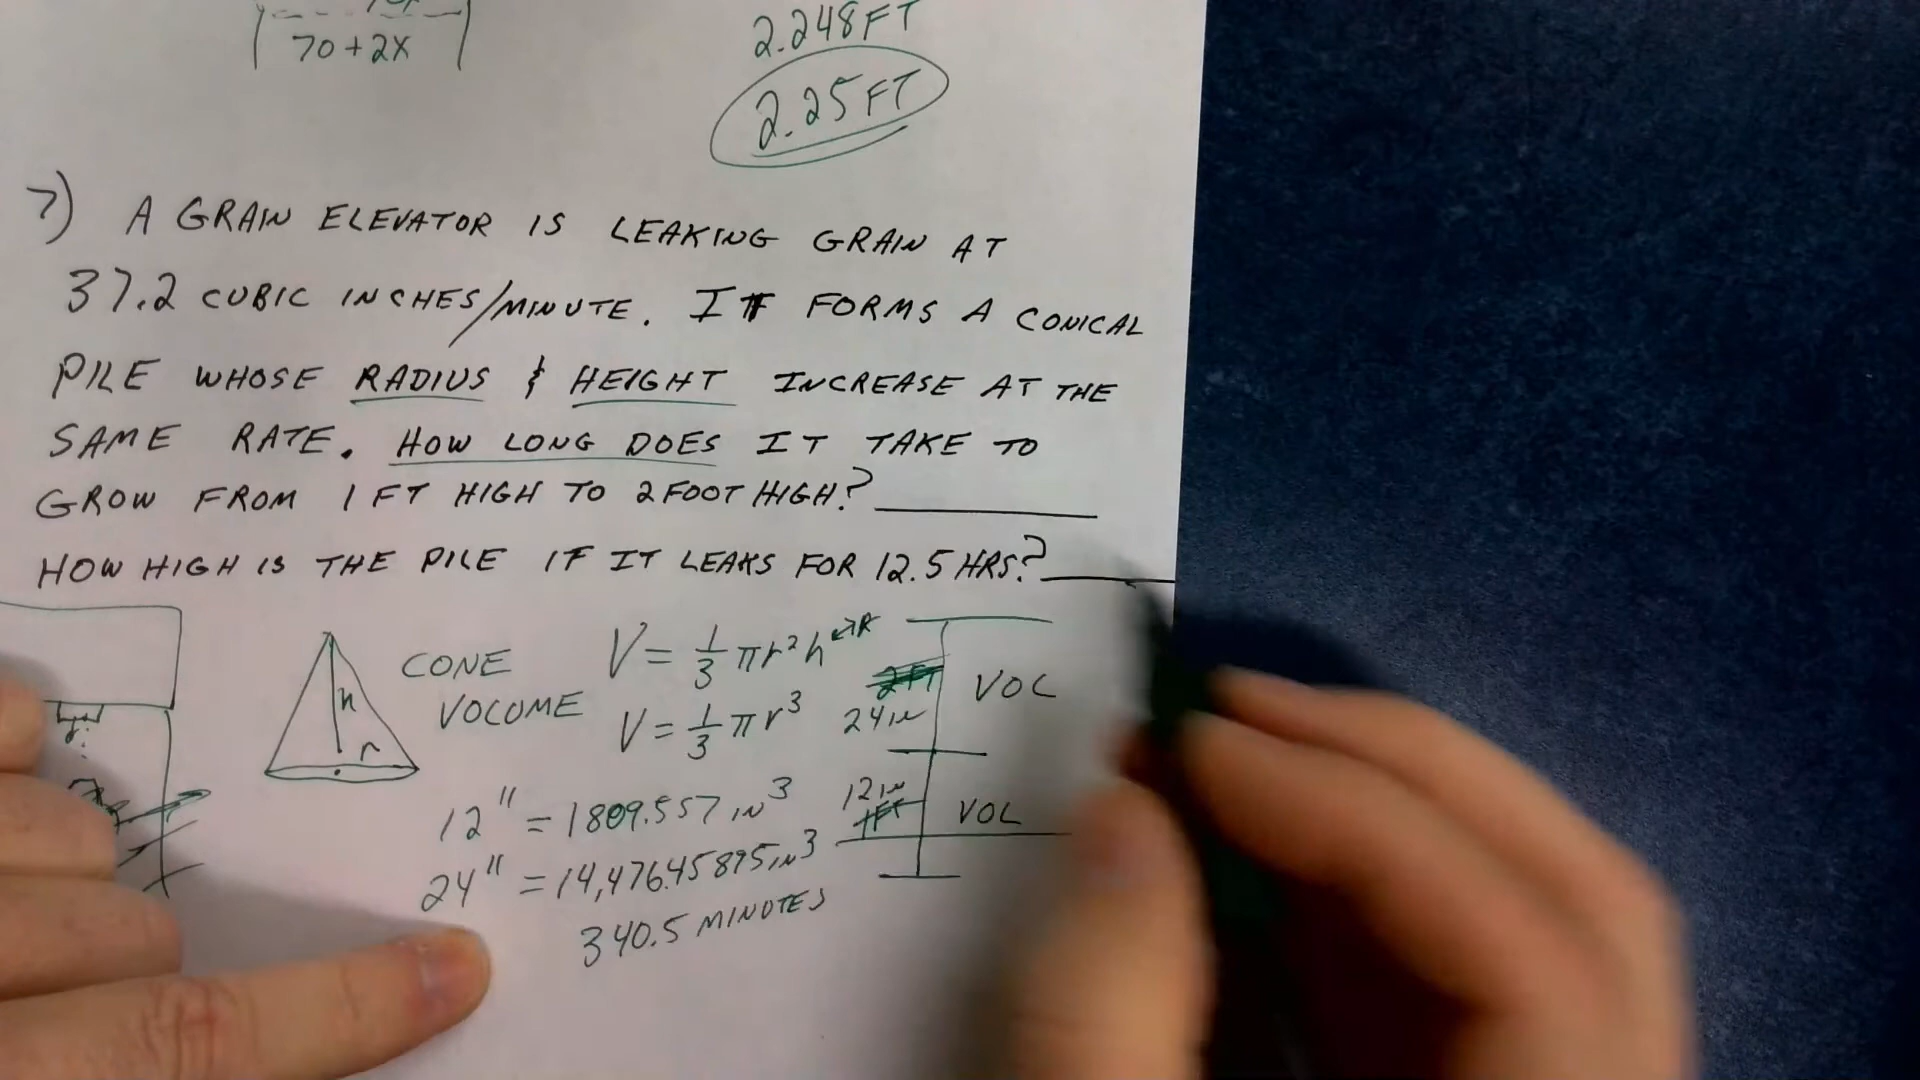 70+2X
2.248FT
2.25FT
7) A GRAIN ELEVATOR IS LEAKING GRAIN AT
37.2 CUBIC INCHES/MINUTE. IT FORMS A CONICAL
PILE WHOSE RADIUS & HEIGHT INCREASE AT THE
SAME RATE. HOW LONG DOES IT TAKE TO
GROW FROM 1 FT HIGH TO 2 FOOT HIGH?
HOW HIGH IS THE PILE IF IT LEAKS FOR 12.5 HRS?
h
r
CONE
VOLUME
V = 1/3 πr²h ↔R
V = 1/3 πr³
2FT
24IN
VOL
12IN
1FT
VOL
12" = 1809.557 IN³
24" = 14,476.45895IN³
340.5 MINUTES